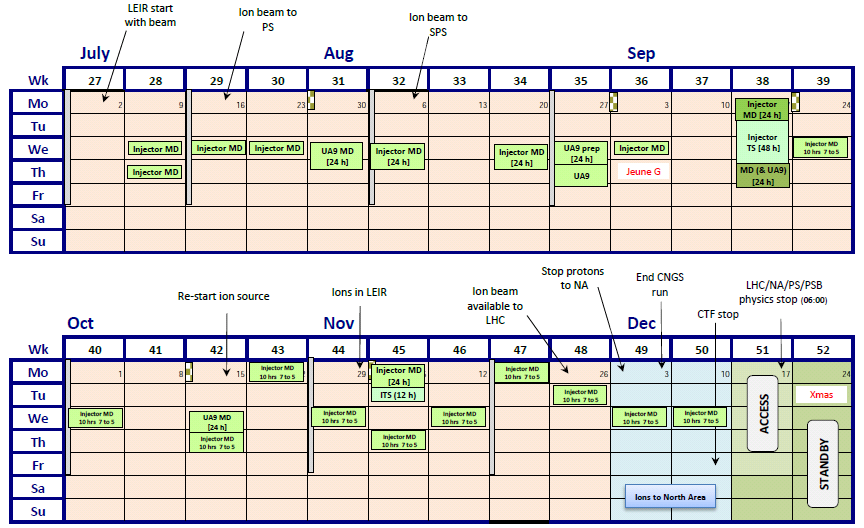 LEIR start
with beam
Ion beam to
PS
Ion beam to
SPS
July
Aug
Sep
Wk 27 28 29 30 31 32 33 34 35 36 37 38 39
Mo 2 9 16 23 30 6 13 20 27 3 10 24
Injector
MD [24 h]
Tu
We
Injector MD
Injector MD
Injector MD
UA9 MD
[24 h]
Injector MD
[24 h]
Injector MD
[24 h]
UA9 prep
[24 h]
Injector MD
Injector
TS [48 h]
Injector MD
10 hrs 7 to 5
Th
Injector MD
UA9
Jeune G
MD (& UA9)
[24 h]
Fr
Sa
Su
Re-start ion source
Ions in LEIR
Ion beam
available to
LHC
Stop protons
to NA
End CNGS
run
CTF stop
LHC/NA/PS/PSB
physics stop (06:00)
Oct
Nov
Dec
Wk 40 41 42 43 44 45 46 47 48 49 50 51 52
Mo 1 8 15 29 12 26 3 10 17 24
Injector MD
10 hrs 7 to 5
Injector MD
[24 h]
Injector MD
10 hrs 7 to 5
Tu
ITS (12 h)
Injector MD
10 hrs 7 to 5
Xmas
We
Injector MD
10 hrs 7 to 5
UA9 MD
[24 h]
Injector MD
10 hrs 7 to 5
Injector MD
10 hrs 7 to 5
Injector MD
10 hrs 7 to 5
Injector MD
10 hrs 7 to 5
ACCESS
Th
Injector MD
10 hrs 7 to 5
Injector MD
10 hrs 7 to 5
Fr
STANDBY
Sa
Ions to North Area
Su